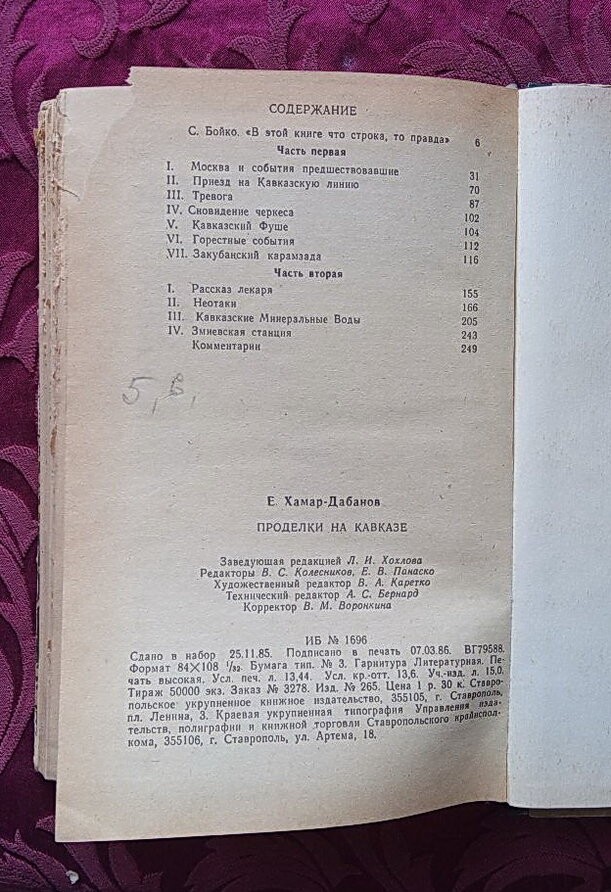 СОДЕРЖАНИЕ
С. Бойко. «В этой книге что строка, то правда» 6
Часть первая
I. Москва и события предшествовавшие 31
II. Приезд на Кавказскую линию 70
III. Тревога 87
IV. Сновидение черкеса 102
V. Кавказский Фуше 104
VI. Горестные события 112
VII. Закубанский карамзада 116
Часть вторая
I. Рассказ лекаря 155
II. Неотаки 166
III. Кавказские Минеральные Воды 205
IV. Змиевская станция 243
Комментарии 249
5, в,
Е. Хамар-Дабанов
ПРОДЕЛКИ НА КАВКАЗЕ
Заведующая редакцией Л. И. Хохлова
Редакторы В. С. Колесников, Е. В. Панаско
Художественный редактор В. А. Каретко
Технический редактор А. С. Бернард
Корректор В. М. Воронкина
ИБ № 1696
Сдано в набор 25.11.85. Подписано в печать 07.03.86. ВГ79588.
Формат 84×108 1/32. Бумага тип. № 3. Гарнитура Литературная. Пе-
чать высокая. Усл. печ. л. 13,44. Усл. кр.-отт. 13,6. Уч.-изд. л. 15,0.
Тираж 50000 экз. Заказ № 3278. Изд. № 265. Цена 1 р. 30 к. Ставро-
польское укрупненное книжное издательство, 355105, г. Ставрополь,
пл. Ленина, 3. Краевая укрупненная типография Управления изда-
тельств, полиграфии и книжной торговли Ставропольского крайиспол-
кома, 355106, г. Ставрополь, ул. Артема, 18.